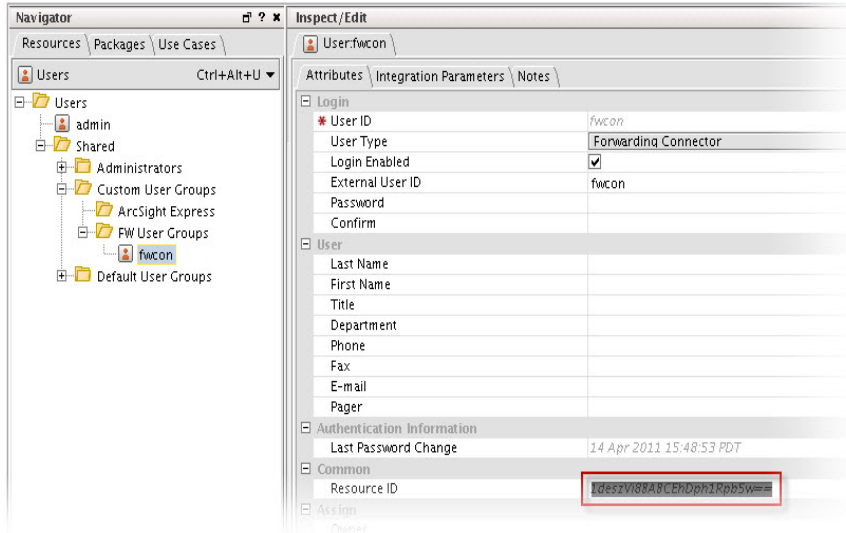 Navigator
Resources Packages Use Cases
Users Ctrl+Alt+U
Users
admin
Shared
Administrators
Custom User Groups
ArcSight Express
FW User Groups
fwcon
Default User Groups
Inspect/Edit
User:fwcon
Attributes Integration Parameters Notes
Login
* User ID fwcon
User Type Forwarding Connector
Login Enabled
External User ID fwcon
Password
Confirm
User
Last Name
First Name
Title
Department
Phone
Fax
E-mail
Pager
Authentication Information
Last Password Change 14 Apr 2011 15:48:53 PDT
Common
Resource ID 1deszVi88A8CEhDph1Rpb5w==
Assign
Owner